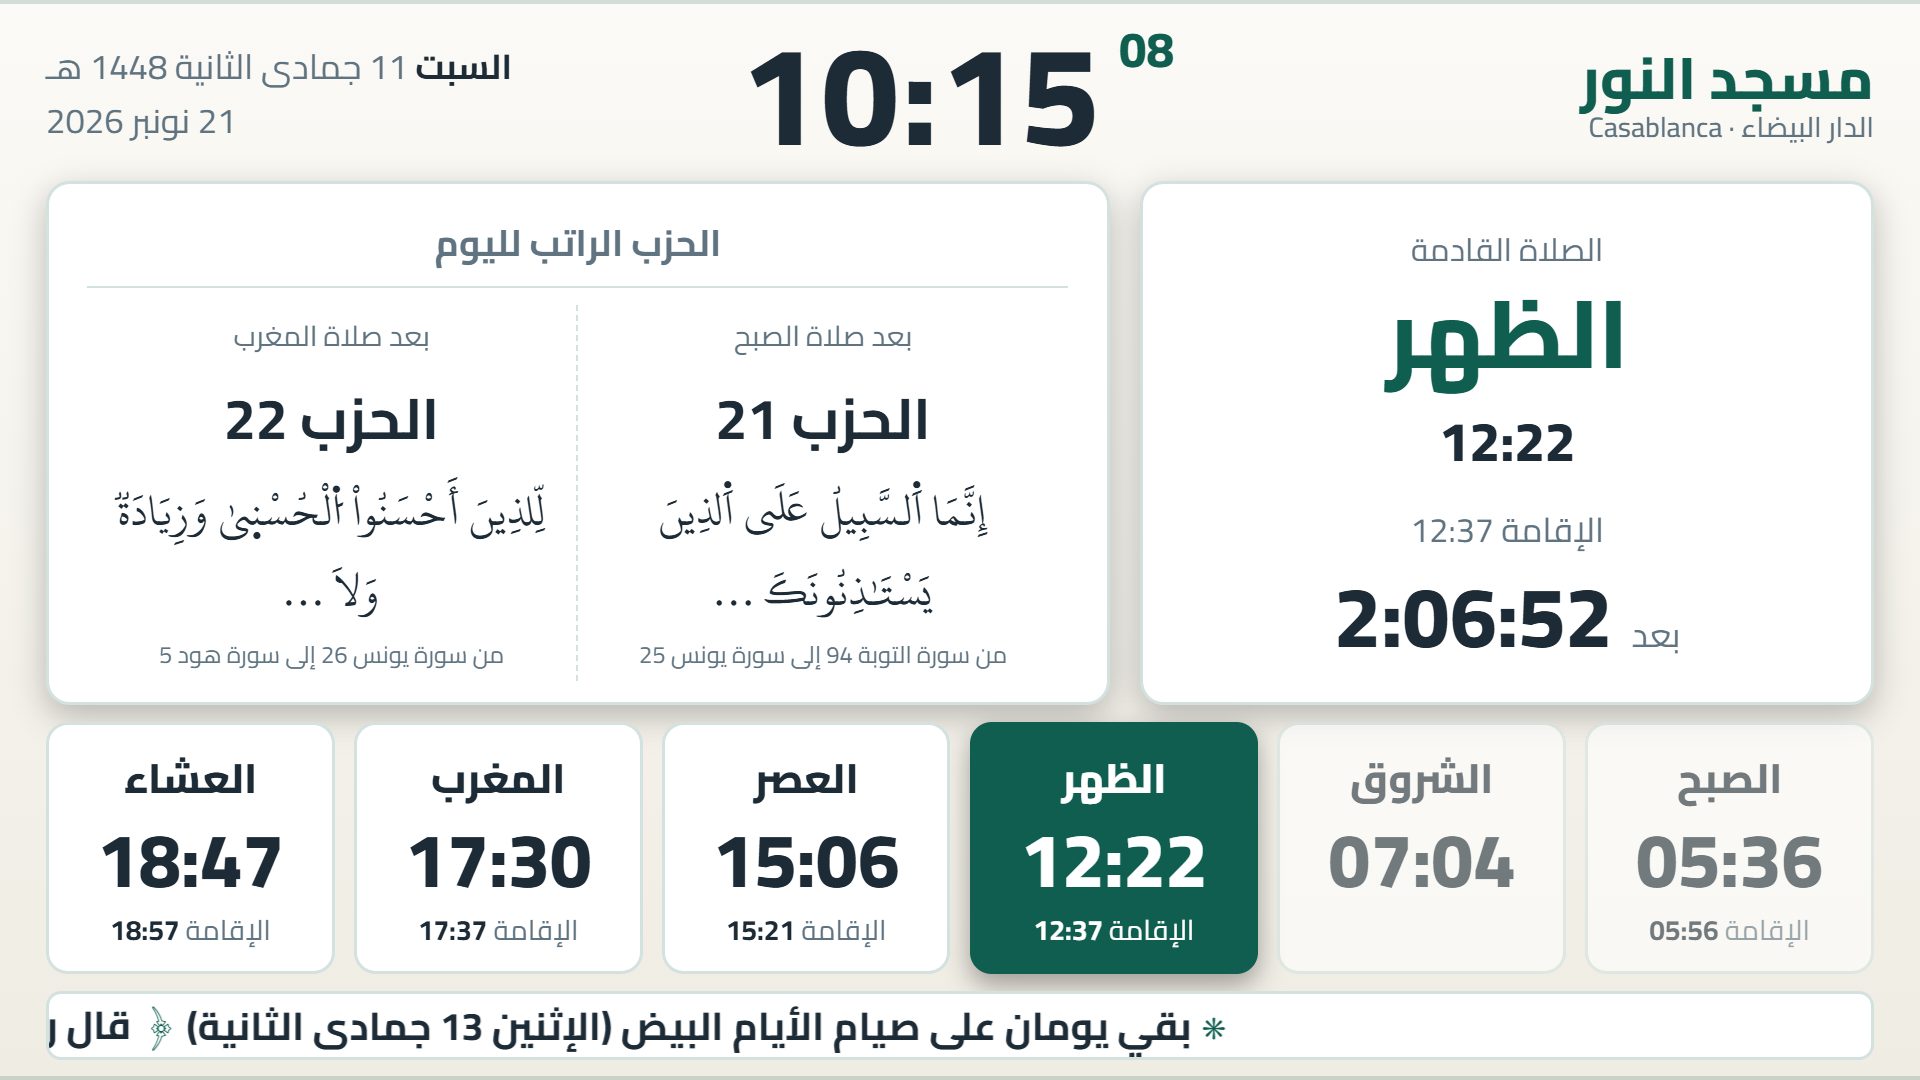 مسجد النور
الدار البيضاء · Casablanca
10:15 08
السبت 11 جمادى الثانية 1448 هـ
21 نونبر 2026
الصلاة القادمة
الظهر
12:22
الإقامة 12:37
بعد 2:06:52
الحزب الراتب لليوم
بعد صلاة الصبح
الحزب 21
إِنَّمَا اَ۬لسَّبِيلُ عَلَى اَ۬لذِينَ
يَسْتَـٰذِنُونَكَ ...
من سورة التوبة 94 إلى سورة يونس 25
بعد صلاة المغرب
الحزب 22
لِّلذِينَ أَحْسَنُواْ اُ۬لْحُسْنۭيٰ وَزِيَادَةٞ
وَلَا ...
من سورة يونس 26 إلى سورة هود 5
الصبح
05:36
الإقامة 05:56
الشروق
07:04
الظهر
12:22
الإقامة 12:37
العصر
15:06
الإقامة 15:21
المغرب
17:30
الإقامة 17:37
العشاء
18:47
الإقامة 18:57
✳ بقي يومان على صيام الأيام البيض (الإثنين 13 جمادى الثانية) ﴿ قال